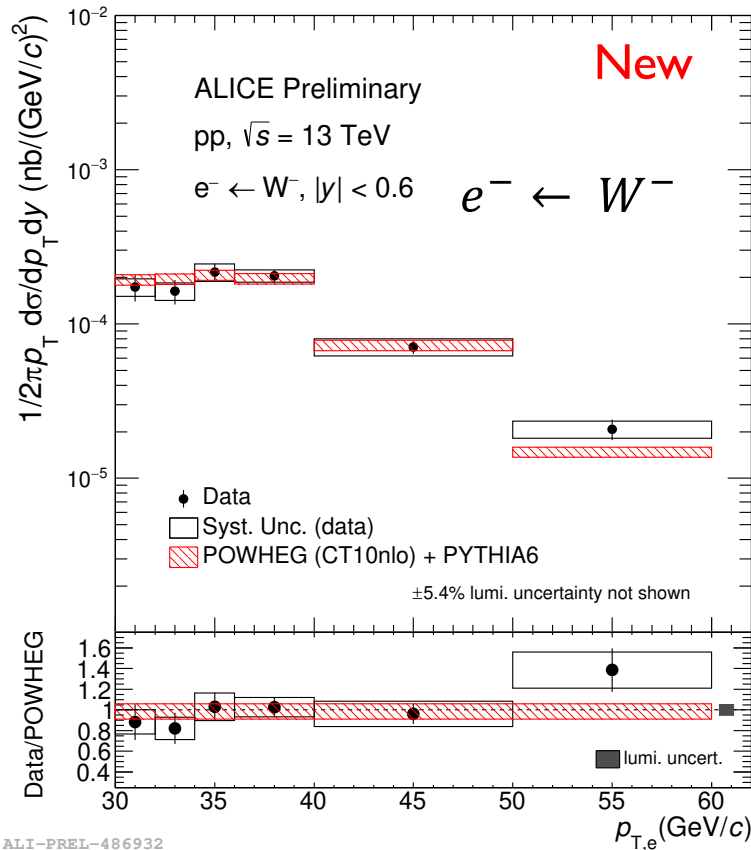 10⁻²
New
ALICE Preliminary
pp, √s = 13 TeV
10⁻³
e⁻ ← W⁻, |y| < 0.6
e⁻ ← W⁻
10⁻⁴
10⁻⁵
1/2πp_T dσ/dp_T dy (nb/(GeV/c)²)
Data
Syst. Unc. (data)
POWHEG (CT10nlo) + PYTHIA6
±5.4% lumi. uncertainty not shown
Data/POWHEG
1.6
1.4
1.2
1
0.8
0.6
0.4
lumi. uncert.
30 35 40 45 50 55 60
p_T,e (GeV/c)
ALI-PREL-486932